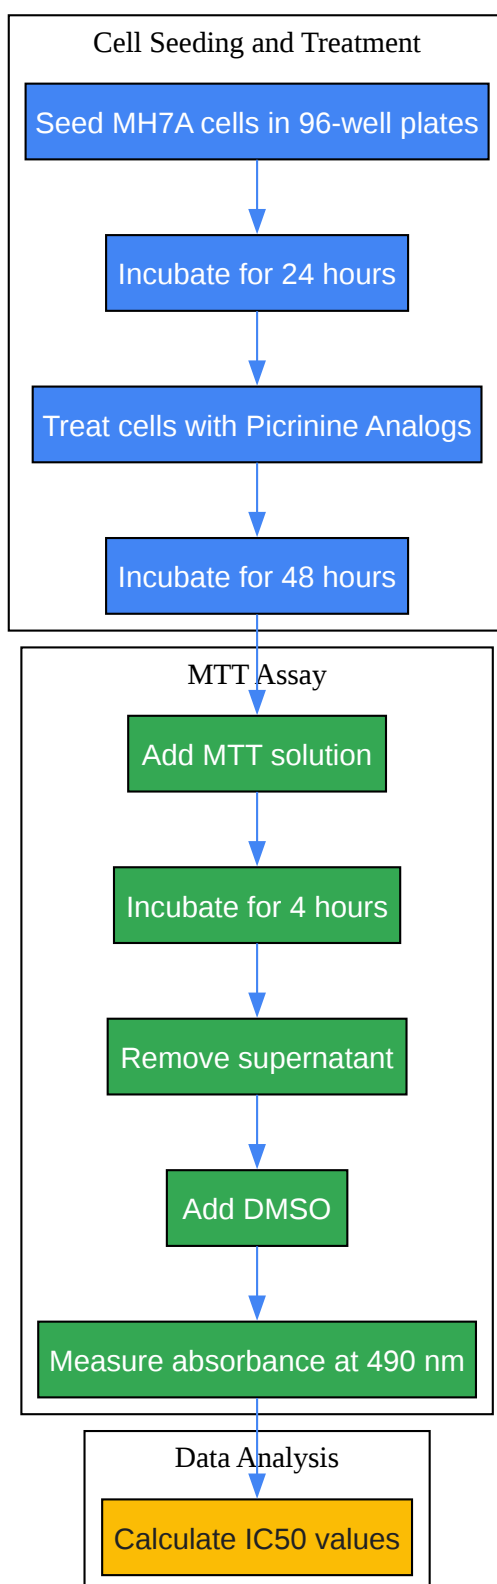 Cell Seeding and Treatment
Seed MH7A cells in 96-well plates
Incubate for 24 hours
Treat cells with Picrinine Analogs
Incubate for 48 hours
MTT Assay
Add MTT solution
Incubate for 4 hours
Remove supernatant
Add DMSO
Measure absorbance at 490 nm
Data Analysis
Calculate IC50 values